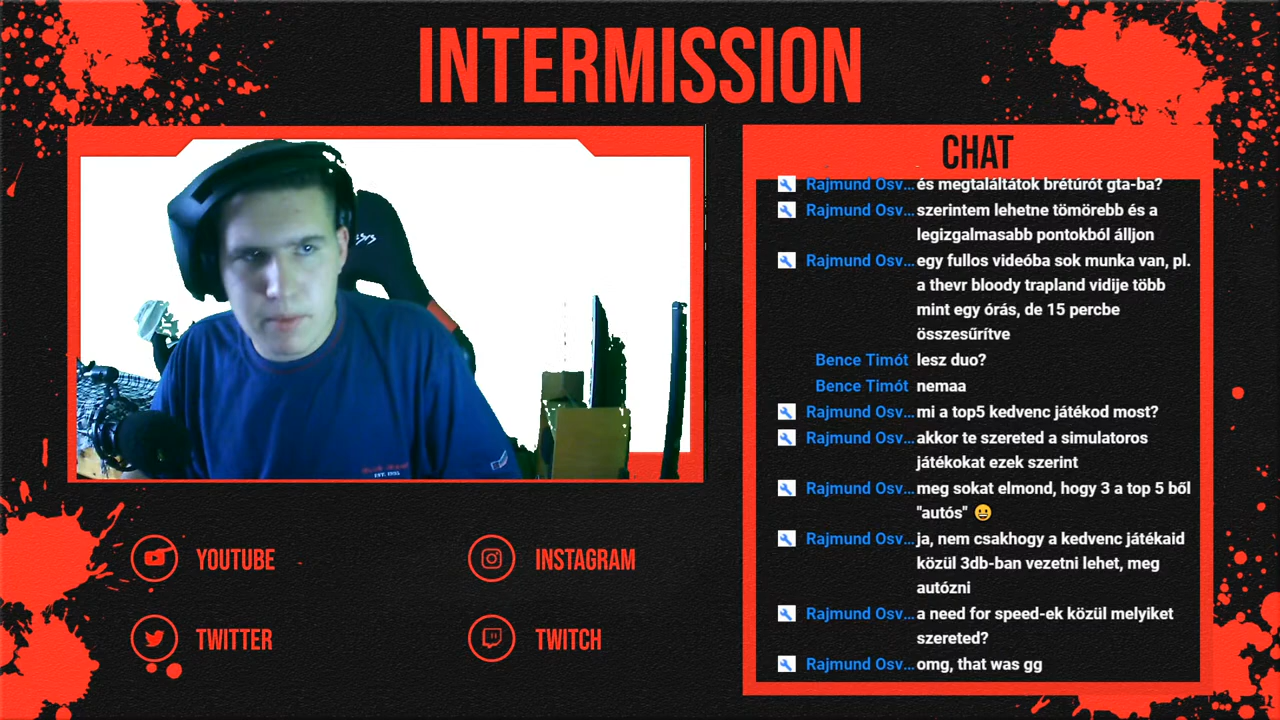 INTERMISSION
CHAT
Rajmund Osv... és megtaláltátok brétúrót gta-ba?
Rajmund Osv... szerintem lehetne tömörebb és a
legizgalmasabb pontokból álljon
Rajmund Osv... egy fullos videóba sok munka van, pl.
a thevr bloody trapland vidije több
mint egy órás, de 15 percbe
összesűrítve
Bence Timót lesz duo?
Bence Timót nemaa
Rajmund Osv... mi a top5 kedvenc játékod most?
Rajmund Osv... akkor te szereted a simulatoros
játékokat ezek szerint
Rajmund Osv... meg sokat elmond, hogy 3 a top 5 ből
"autós" 😀
Rajmund Osv... ja, nem csakhogy a kedvenc játékaid
közül 3db-ban vezetni lehet, meg
autózni
Rajmund Osv... a need for speed-ek közül melyiket
szereted?
Rajmund Osv... omg, that was gg
YOUTUBE
INSTAGRAM
TWITTER
TWITCH